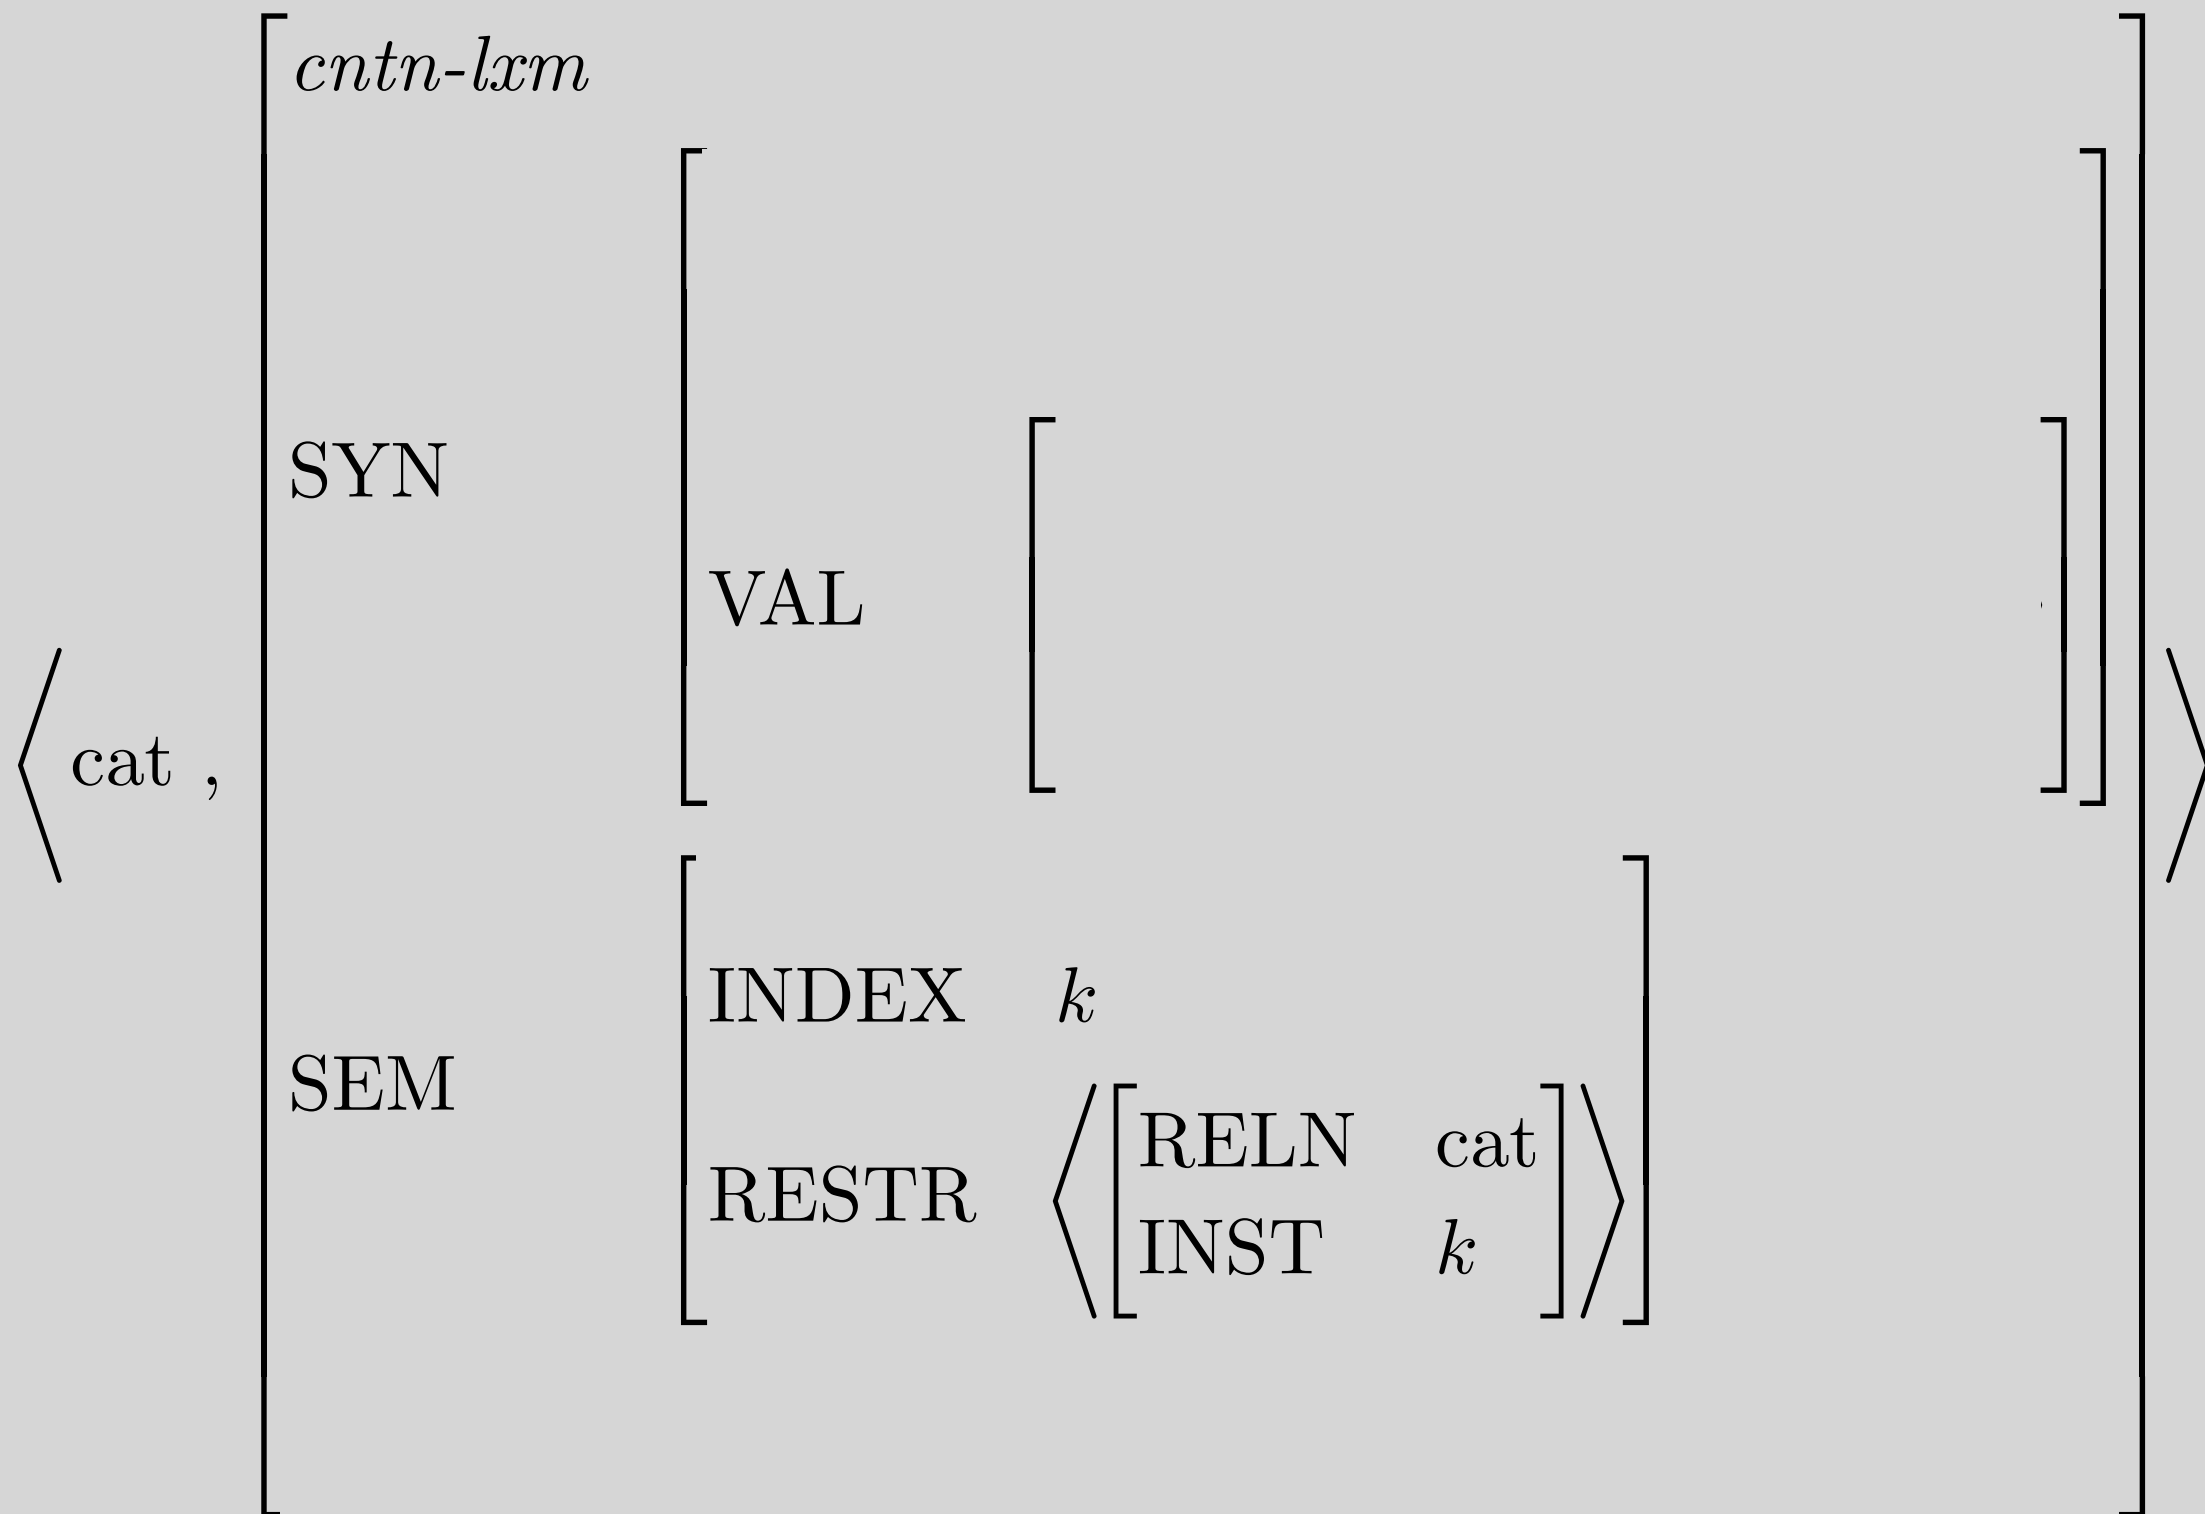 cntn-lxm
SYN
VAL
⟨cat ,
INDEX k
SEM
RELN cat
RESTR
INST k